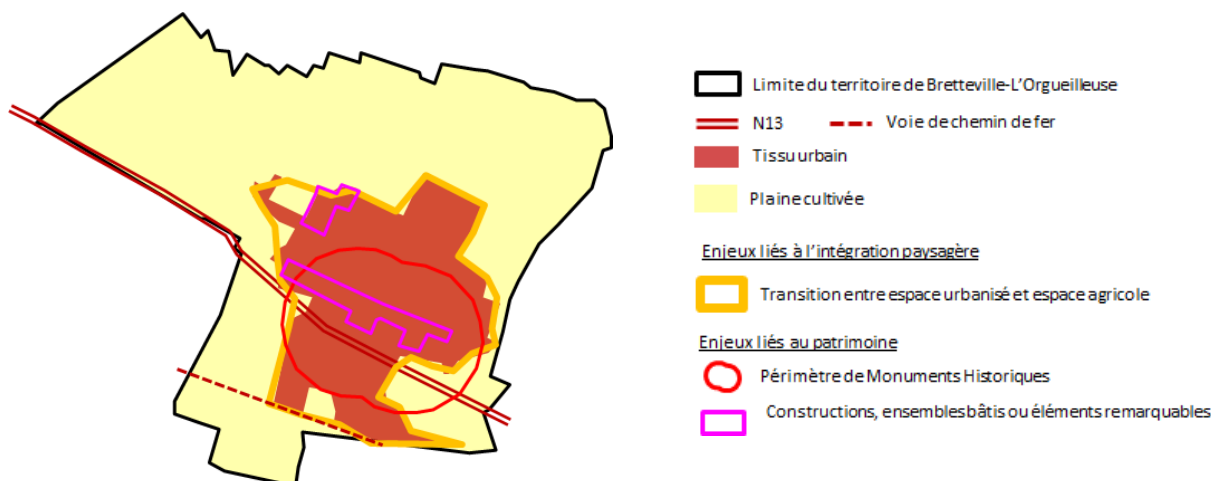 Limite du territoire de Bretteville-L'Orgueilleuse
N13 Voie de chemin de fer
Tissu urbain
Plaine cultivée
Enjeux liés à l'intégration paysagère
Transition entre espace urbanisé et espace agricole
Enjeux liés au patrimoine
Périmètre de Monuments Historiques
Constructions, ensembles bâtis ou éléments remarquables